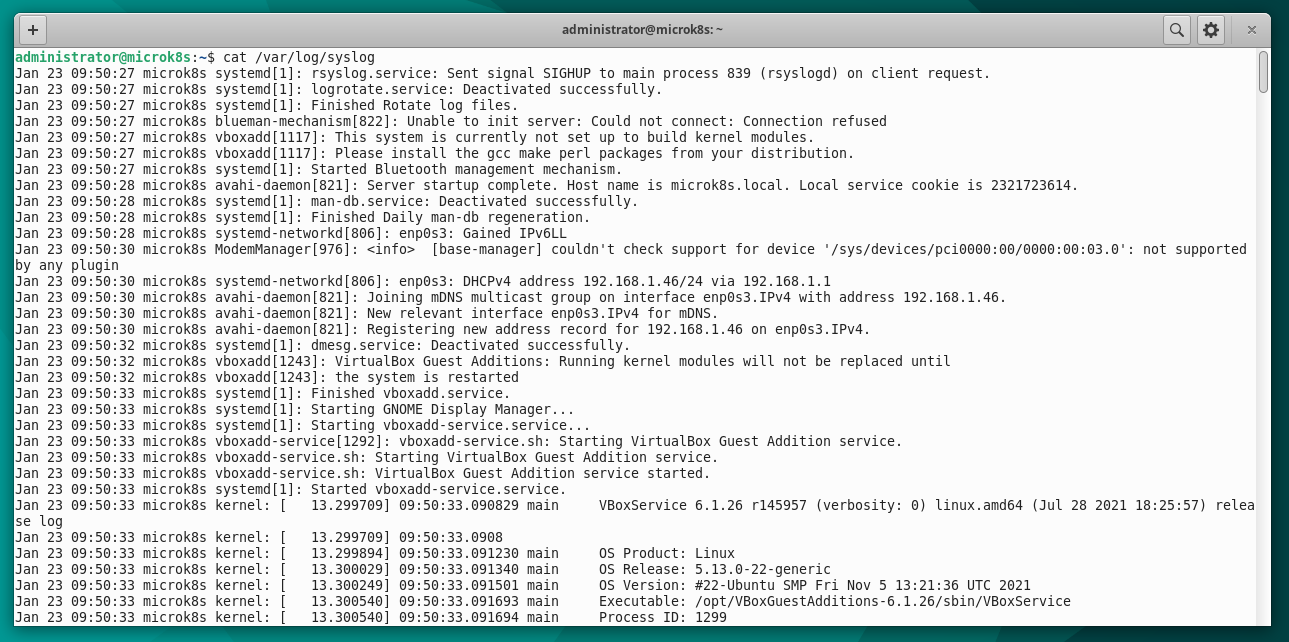 administrator@microk8s: ~
administrator@microk8s:~$ cat /var/log/syslog
Jan 23 09:50:27 microk8s systemd[1]: rsyslog.service: Sent signal SIGHUP to main process 839 (rsyslogd) on client request.
Jan 23 09:50:27 microk8s systemd[1]: logrotate.service: Deactivated successfully.
Jan 23 09:50:27 microk8s systemd[1]: Finished Rotate log files.
Jan 23 09:50:27 microk8s blueman-mechanism[822]: Unable to init server: Could not connect: Connection refused
Jan 23 09:50:27 microk8s vboxadd[1117]: This system is currently not set up to build kernel modules.
Jan 23 09:50:27 microk8s vboxadd[1117]: Please install the gcc make perl packages from your distribution.
Jan 23 09:50:27 microk8s systemd[1]: Started Bluetooth management mechanism.
Jan 23 09:50:28 microk8s avahi-daemon[821]: Server startup complete. Host name is microk8s.local. Local service cookie is 2321723614.
Jan 23 09:50:28 microk8s systemd[1]: man-db.service: Deactivated successfully.
Jan 23 09:50:28 microk8s systemd[1]: Finished Daily man-db regeneration.
Jan 23 09:50:28 microk8s systemd-networkd[806]: enp0s3: Gained IPv6LL
Jan 23 09:50:30 microk8s ModemManager[976]: <info>  [base-manager] couldn't check support for device '/sys/devices/pci0000:00/0000:00:03.0': not supported
by any plugin
Jan 23 09:50:30 microk8s systemd-networkd[806]: enp0s3: DHCPv4 address 192.168.1.46/24 via 192.168.1.1
Jan 23 09:50:30 microk8s avahi-daemon[821]: Joining mDNS multicast group on interface enp0s3.IPv4 with address 192.168.1.46.
Jan 23 09:50:30 microk8s avahi-daemon[821]: New relevant interface enp0s3.IPv4 for mDNS.
Jan 23 09:50:30 microk8s avahi-daemon[821]: Registering new address record for 192.168.1.46 on enp0s3.IPv4.
Jan 23 09:50:32 microk8s systemd[1]: dmesg.service: Deactivated successfully.
Jan 23 09:50:32 microk8s vboxadd[1243]: VirtualBox Guest Additions: Running kernel modules will not be replaced until
Jan 23 09:50:32 microk8s vboxadd[1243]: the system is restarted
Jan 23 09:50:33 microk8s systemd[1]: Finished vboxadd.service.
Jan 23 09:50:33 microk8s systemd[1]: Starting GNOME Display Manager...
Jan 23 09:50:33 microk8s systemd[1]: Starting vboxadd-service.service...
Jan 23 09:50:33 microk8s vboxadd-service[1292]: vboxadd-service.sh: Starting VirtualBox Guest Addition service.
Jan 23 09:50:33 microk8s vboxadd-service.sh: Starting VirtualBox Guest Addition service.
Jan 23 09:50:33 microk8s vboxadd-service.sh: VirtualBox Guest Addition service started.
Jan 23 09:50:33 microk8s systemd[1]: Started vboxadd-service.service.
Jan 23 09:50:33 microk8s kernel: [   13.299709] 09:50:33.090829 main     VBoxService 6.1.26 r145957 (verbosity: 0) linux.amd64 (Jul 28 2021 18:25:57) relea
se log
Jan 23 09:50:33 microk8s kernel: [   13.299709] 09:50:33.0908
Jan 23 09:50:33 microk8s kernel: [   13.299894] 09:50:33.091230 main     OS Product: Linux
Jan 23 09:50:33 microk8s kernel: [   13.300029] 09:50:33.091340 main     OS Release: 5.13.0-22-generic
Jan 23 09:50:33 microk8s kernel: [   13.300249] 09:50:33.091501 main     OS Version: #22-Ubuntu SMP Fri Nov 5 13:21:36 UTC 2021
Jan 23 09:50:33 microk8s kernel: [   13.300540] 09:50:33.091693 main     Executable: /opt/VBoxGuestAdditions-6.1.26/sbin/VBoxService
Jan 23 09:50:33 microk8s kernel: [   13.300540] 09:50:33.091694 main     Process ID: 1299